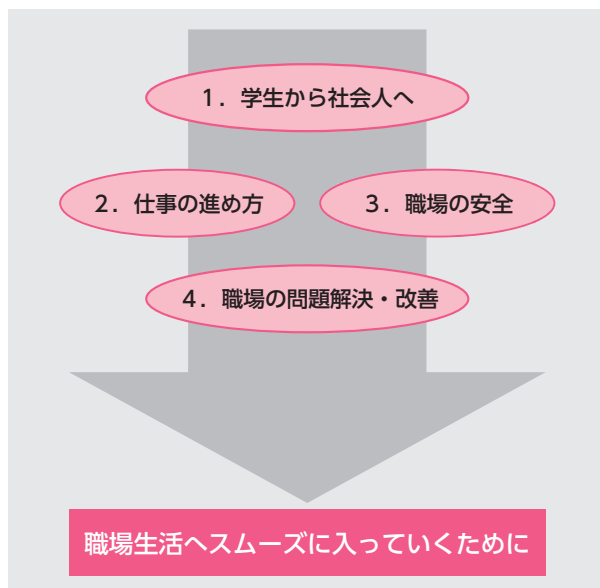 1．学生から社会人へ
2．仕事の進め方
3．職場の安全
4．職場の問題解決・改善
職場生活へスムーズに入っていくために